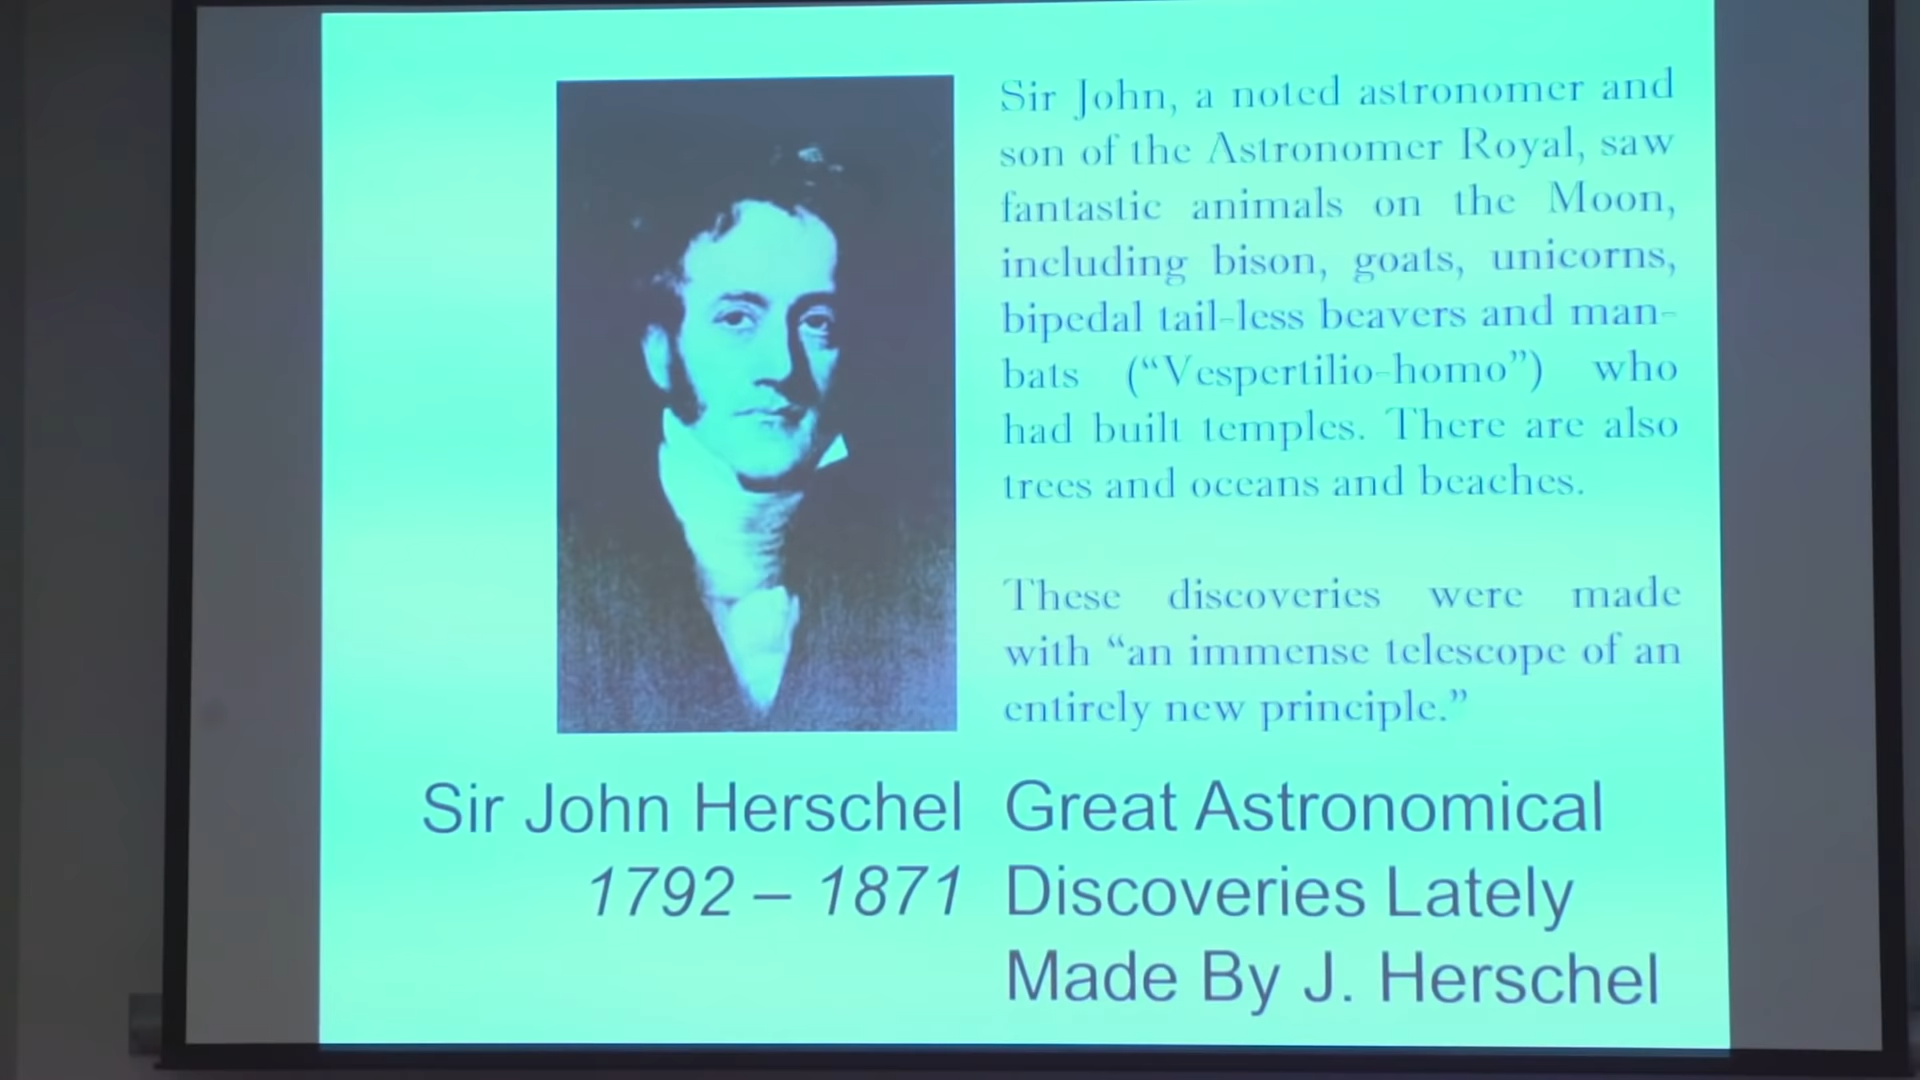 Sir John, a noted astronomer and
son of the Astronomer Royal, saw
fantastic animals on the Moon,
including bison, goats, unicorns,
bipedal tail-less beavers and man-
bats (“Vespertilio-homo”) who
had built temples. There are also
trees and oceans and beaches.
These discoveries were made
with “an immense telescope of an
entirely new principle.”
Sir John Herschel
1792 – 1871
Great Astronomical
Discoveries Lately
Made By J. Herschel